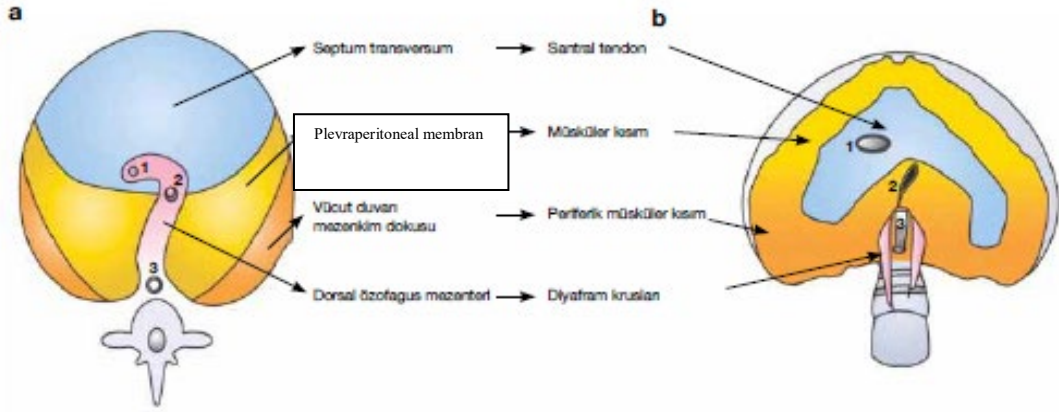 a
b
Septum transversum
Santral tendon
Plevraperitoneal membran
Müsküler kısım
Vücut duvarı
mezenkim dokusu
Periferik müsküler kısım
Dorsal özofagus mezenteri
Diyafram krusları
1
2
3
1
2
3